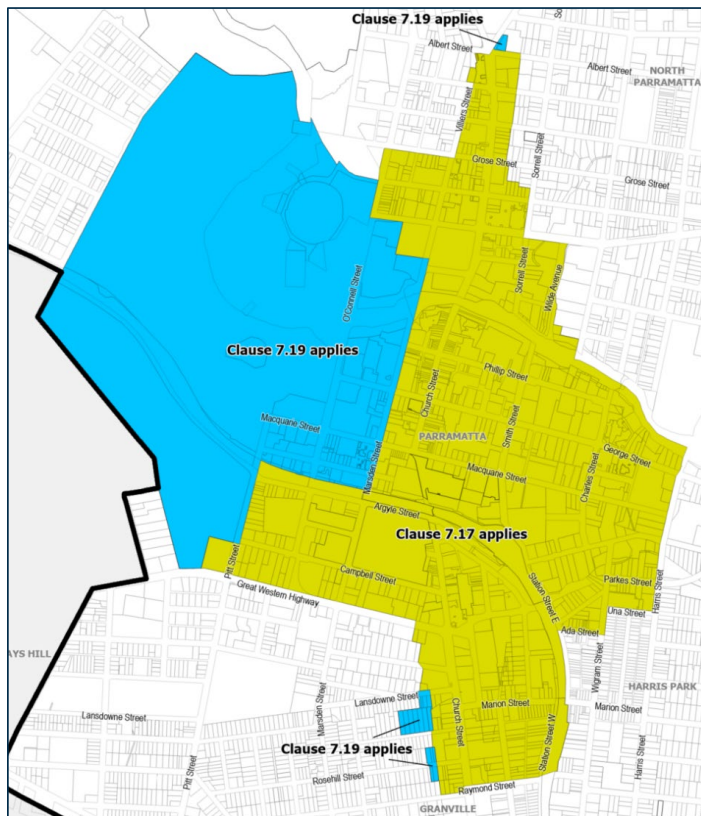 Clause 7.19 applies
So
Albert Street
Albert Street
NORTH
PARRAMATTA
Villiers Street
Sorrell Street
Grose Street
Grose Street
Sorrell Street
Wilde Avenue
O'Connell Street
Clause 7.19 applies
Phillip Street
Church Street
Smith Street
Macquarie Street
PARRAMATTA
George Street
Marsden Street
Macquarie Street
Charles Street
Argyle Street
Clause 7.17 applies
Pitt Street
Campbell Street
Station Street E
Parkes Street
Great Western Highway
Una Street
Harris Street
Ada Street
AYS HILL
Wigram Street
HARRIS PARK
Lansdowne Street
Marion Street
Marion Street
Lansdowne Street
Marsden Street
Church Street
Station Street W
Clause 7.19 applies
Harris Street
Pitt Street
Rosehill Street
Raymond Street
GRANVILLE